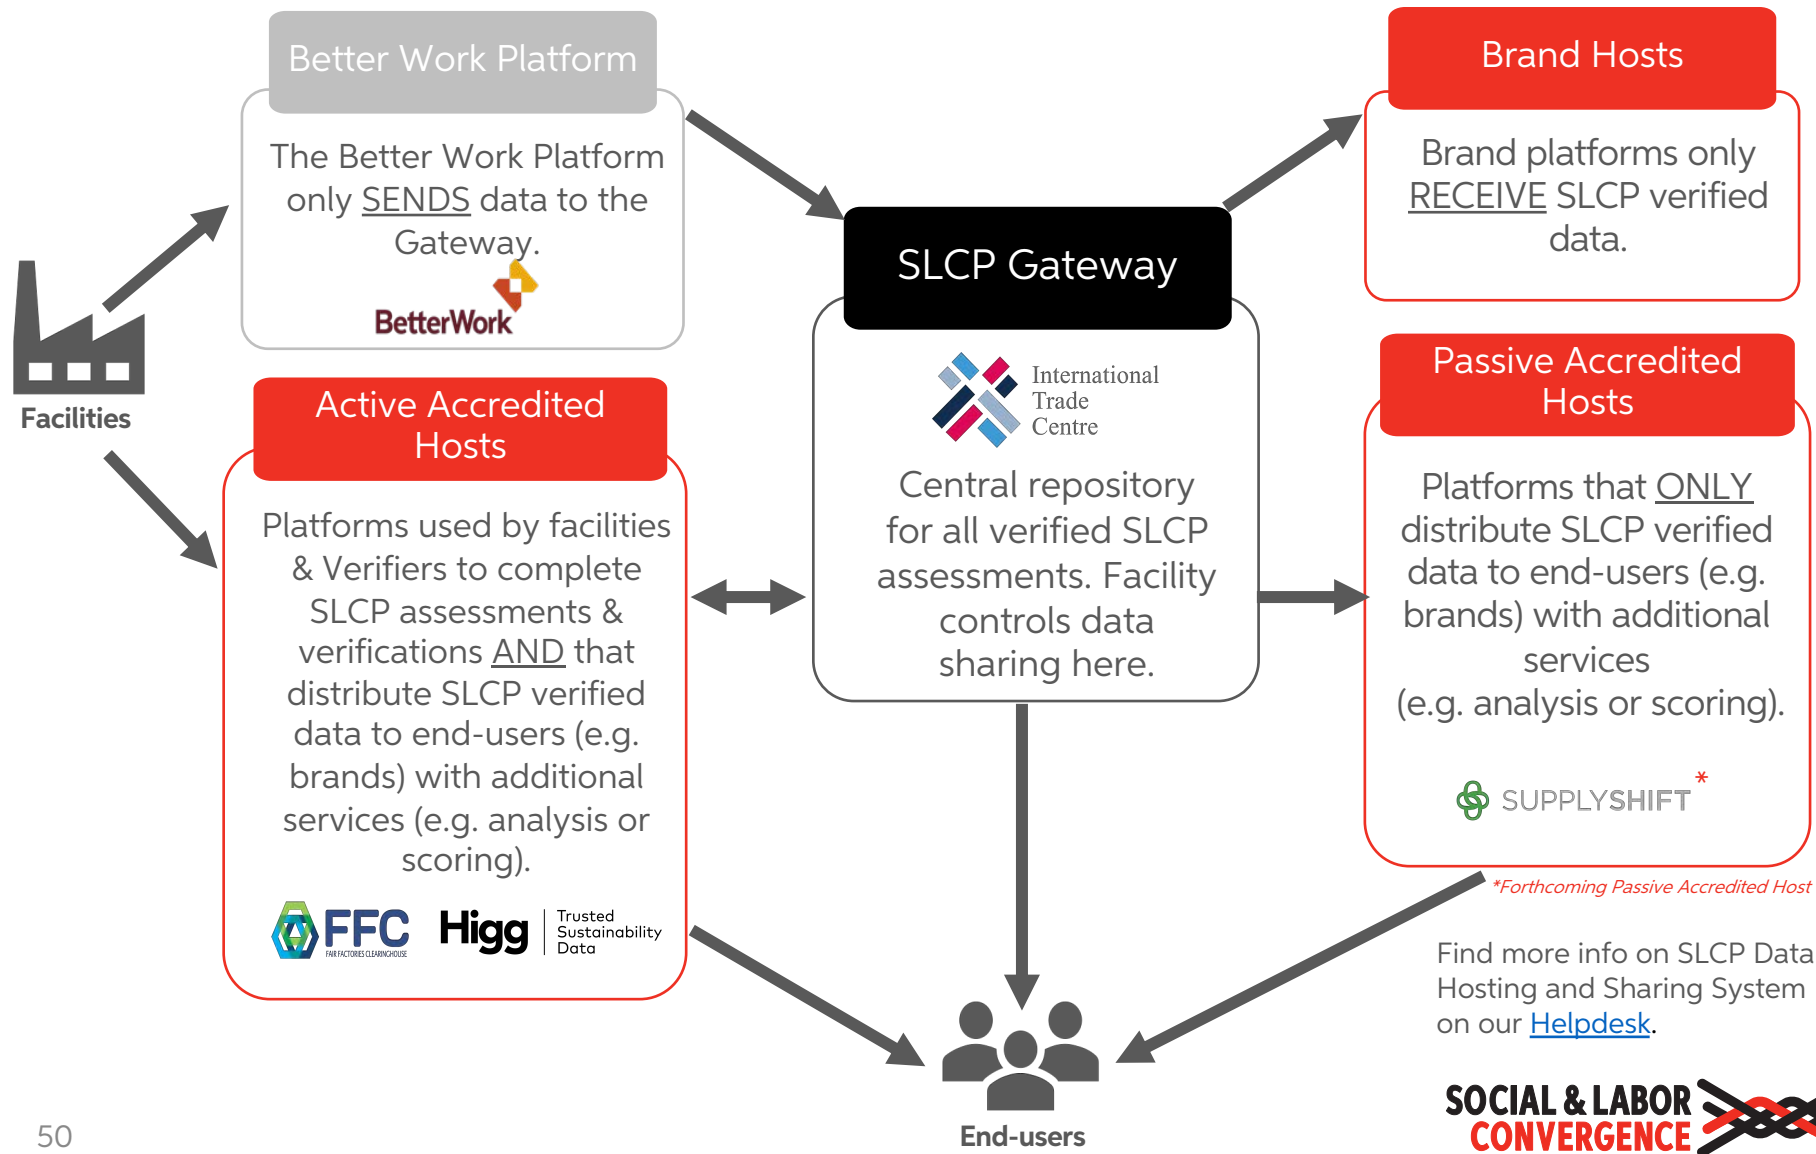 Better Work Platform
The Better Work Platform
only SENDS data to the
Gateway.
BetterWork
Facilities
Active Accredited
Hosts
Platforms used by facilities
& Verifiers to complete
SLCP assessments &
verifications AND that
distribute SLCP verified
data to end-users (e.g.
brands) with additional
services (e.g. analysis or
scoring).
FFC
FAIR FACTORIES CLEARINGHOUSE
Higg
Trusted
Sustainability
Data
SLCP Gateway
International
Trade
Centre
Central repository
for all verified SLCP
assessments. Facility
controls data
sharing here.
End-users
Brand Hosts
Brand platforms only
RECEIVE SLCP verified
data.
Passive Accredited
Hosts
Platforms that ONLY
distribute SLCP verified
data to end-users (e.g.
brands) with additional
services
(e.g. analysis or scoring).
SUPPLYSHIFT*
*Forthcoming Passive Accredited Host
Find more info on SLCP Data
Hosting and Sharing System
on our Helpdesk.
SOCIAL & LABOR
CONVERGENCE
50